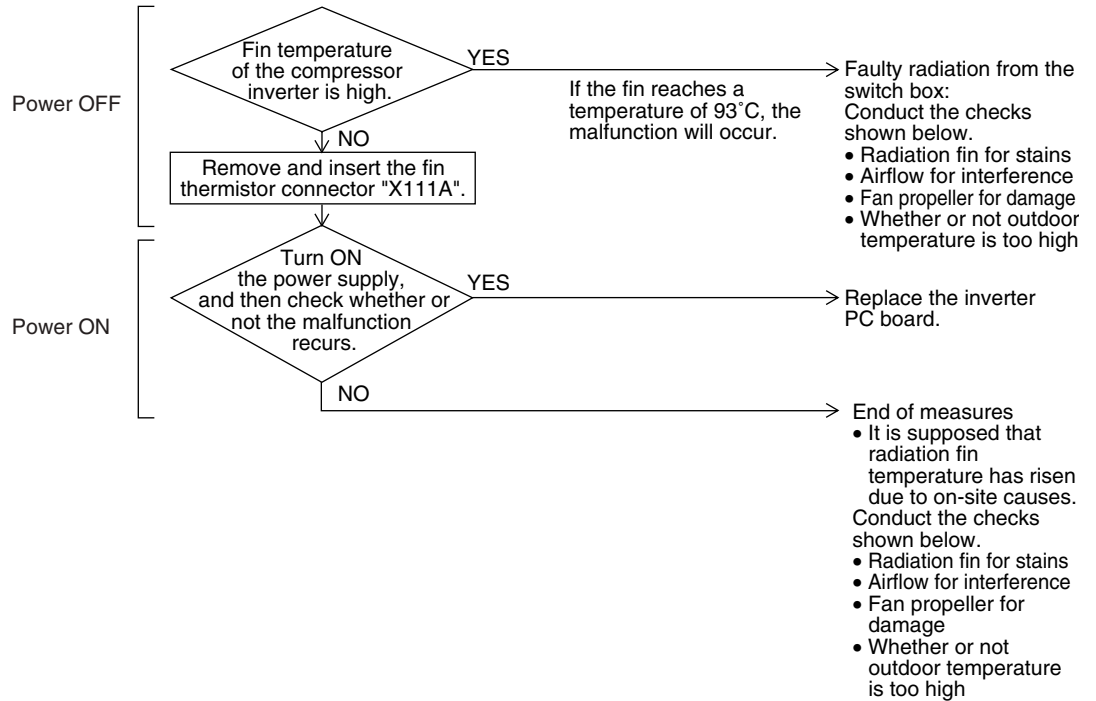 Power OFF
Fin temperature
of the compressor
inverter is high.
YES
If the fin reaches a
temperature of 93˚C, the
malfunction will occur.
Faulty radiation from the
switch box:
Conduct the checks
shown below.
• Radiation fin for stains
• Airflow for interference
• Fan propeller for damage
• Whether or not outdoor
temperature is too high
NO
Remove and insert the fin
thermistor connector "X111A".
Power ON
Turn ON
the power supply,
and then check whether or
not the malfunction
recurs.
YES
Replace the inverter
PC board.
NO
End of measures
• It is supposed that
radiation fin
temperature has risen
due to on-site causes.
Conduct the checks
shown below.
• Radiation fin for stains
• Airflow for interference
• Fan propeller for
damage
• Whether or not
outdoor temperature
is too high